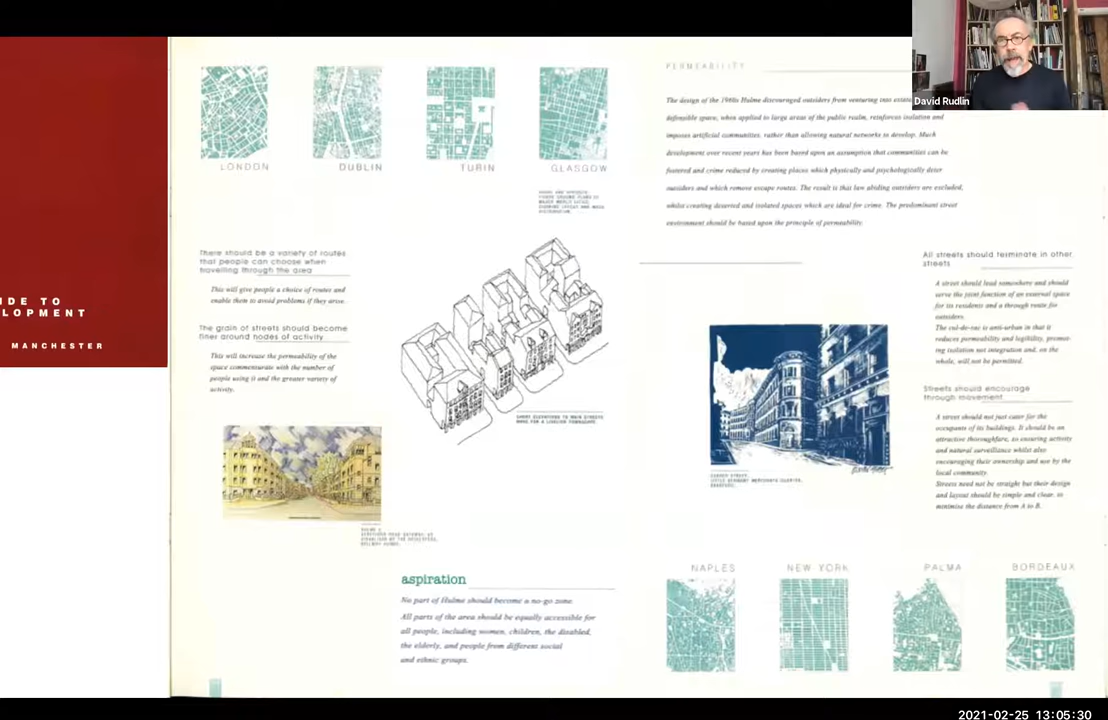 David Rudlin
IDE TO
LOPMENT
MANCHESTER
LONDON
DUBLIN
TURIN
GLASGOW
There should be a variety of routes
that people can choose when
travelling through the area
This will give people a choice of routes and
enable them to avoid problems if they arise.
The grain of streets should become
finer around nodes of activity
This will increase the permeability of the
space commensurate with the number of
people using it and the greater variety of
activity.
SHORT ELEVATIONS TO MAIN STREETS
MAKE FOR A
aspiration
No part of Hulme should become a no-go zone.
All parts of the area should be equally accessible for
all people, including women, children, the disabled,
the elderly, and people from different social
and ethnic groups.
PERMEABILITY
The design of the 1960s Hulme discouraged outsiders from venturing into
defensible space, when applied to large areas of the public realm, reinforces isolation and
imposes artificial communities, rather than allowing natural networks to develop. Much
development over recent years has been based upon an assumption that communities can be
fostered and crime reduced by creating places which physically and psychologically deter
outsiders and which remove escape routes. The result is that law abiding outsiders are excluded,
whilst creating deserted and isolated spaces which are ideal for crime. The predominant street
environment should be based upon the principle of permeability.
All streets should terminate in other
streets
A street should lead somewhere and should
serve the joint function of an external space
for its residents and a through route for
outsiders.
The cul-de-sac is anti-urban in that it
reduces permeability and legibility, promot-
ing isolation not integration and, on the
whole, will not be permitted.
Streets should encourage
through movement
A street should not just cater for the
occupants of its buildings. It should be an
attractive thoroughfare, so ensuring activity
and natural surveillance whilst also
encouraging their ownership and use by the
local community.
Streets need not be straight but their design
and layout should be simple and clear, to
minimise the distance from A to B.
NAPLES
NEW YORK
PALMA
BORDEAUX
2021-02-25 13:05:30